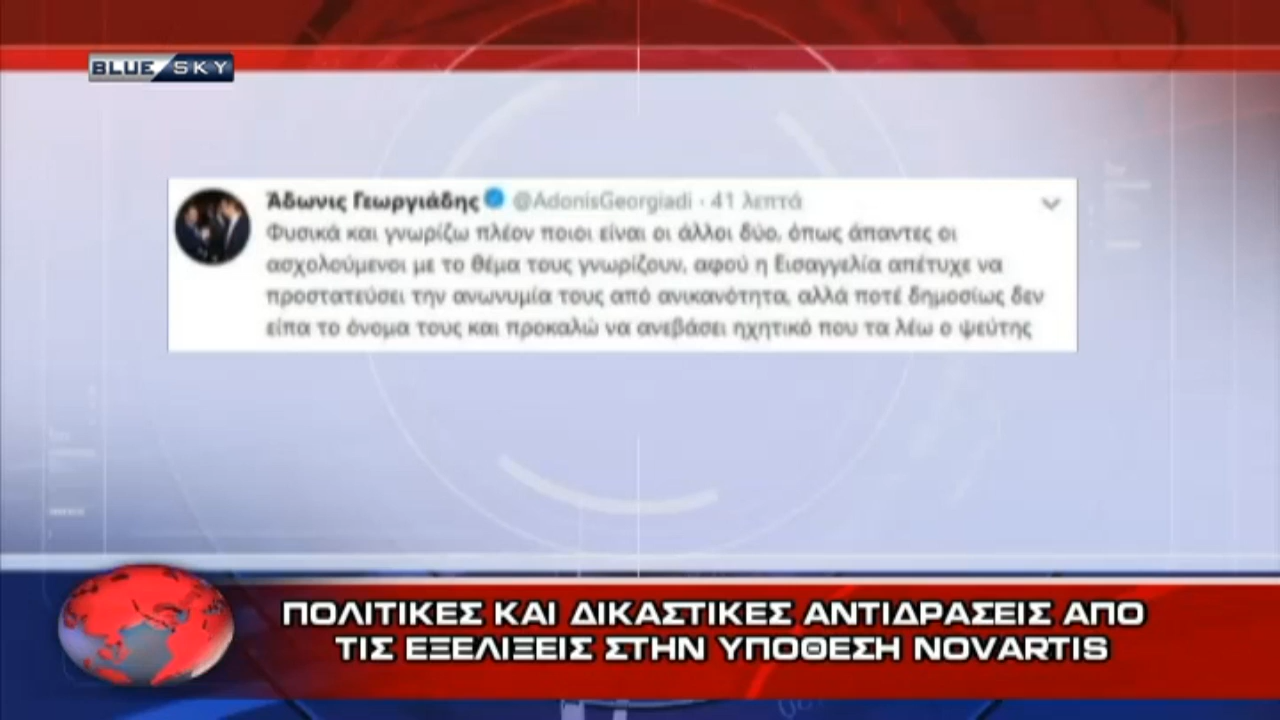 BLUE SKY
Άδωνις Γεωργιάδης @AdonisGeorgiadi · 41 λεπτά
Φυσικά και γνωρίζω πλέον ποιοι είναι οι άλλοι δύο, όπως άπαντες οι
ασχολούμενοι με το θέμα τους γνωρίζουν, αφού η Εισαγγελία απέτυχε να
προστατεύσει την ανωνυμία τους από ανικανότητα, αλλά ποτέ δημοσίως δεν
είπα το όνομα τους και προκαλώ να ανεβάσει ηχητικό που τα λέω ο ψεύτης
ΠΟΛΙΤΙΚΕΣ ΚΑΙ ΔΙΚΑΣΤΙΚΕΣ ΑΝΤΙΔΡΑΣΕΙΣ ΑΠΟ
ΤΙΣ ΕΞΕΛΙΞΕΙΣ ΣΤΗΝ ΥΠΟΘΕΣΗ NOVARTIS